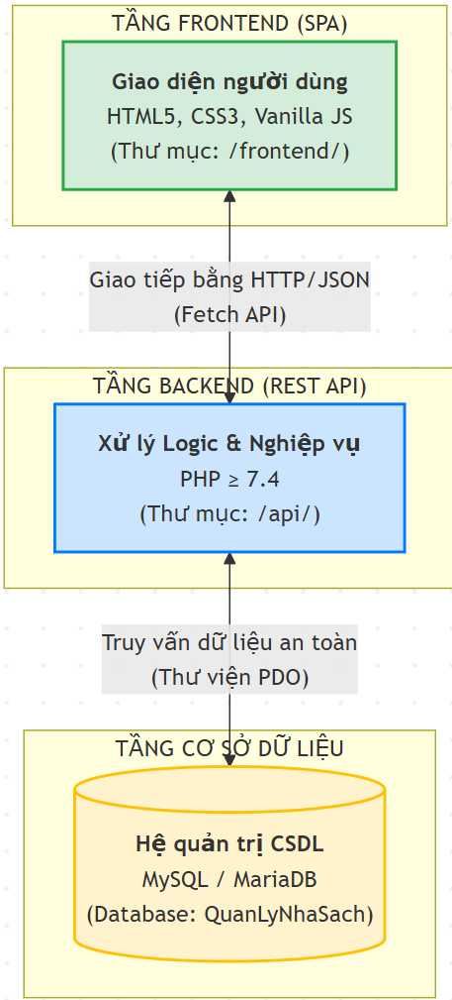 TẦNG FRONTEND (SPA)
Giao diện người dùng
HTML5, CSS3, Vanilla JS
(Thư mục: /frontend/)
Giao tiếp bằng HTTP/JSON
(Fetch API)
TẦNG BACKEND (REST API)
Xử lý Logic & Nghiệp vụ
PHP ≥ 7.4
(Thư mục: /api/)
Truy vấn dữ liệu an toàn
(Thư viện PDO)
TẦNG CƠ SỞ DỮ LIỆU
Hệ quản trị CSDL
MySQL / MariaDB
(Database: QuanLyNhaSach)